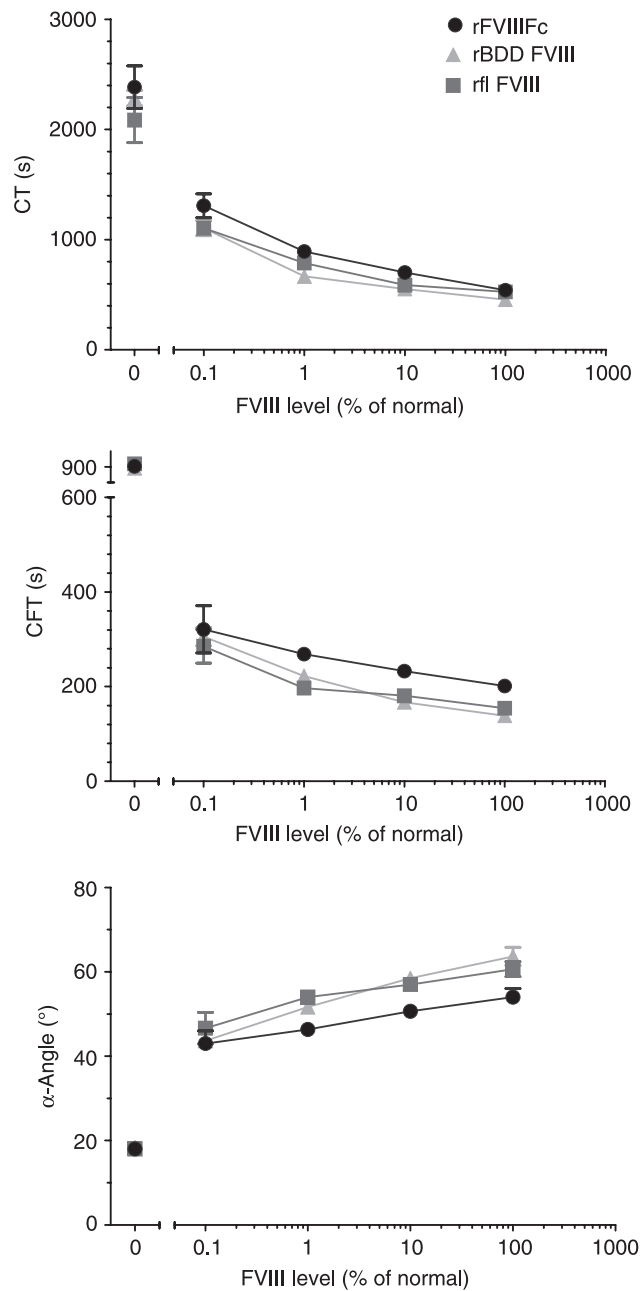 rFVIIIFc
rBDD FVIII
rfl FVIII
3000
2000
1000
0
CT (s)
0 0.1 1 10 100 1000
FVIII level (% of normal)
900
600
400
200
0
CFT (s)
0 0.1 1 10 100 1000
FVIII level (% of normal)
80
60
40
20
0
α-Angle (°)
0 0.1 1 10 100 1000
FVIII level (% of normal)